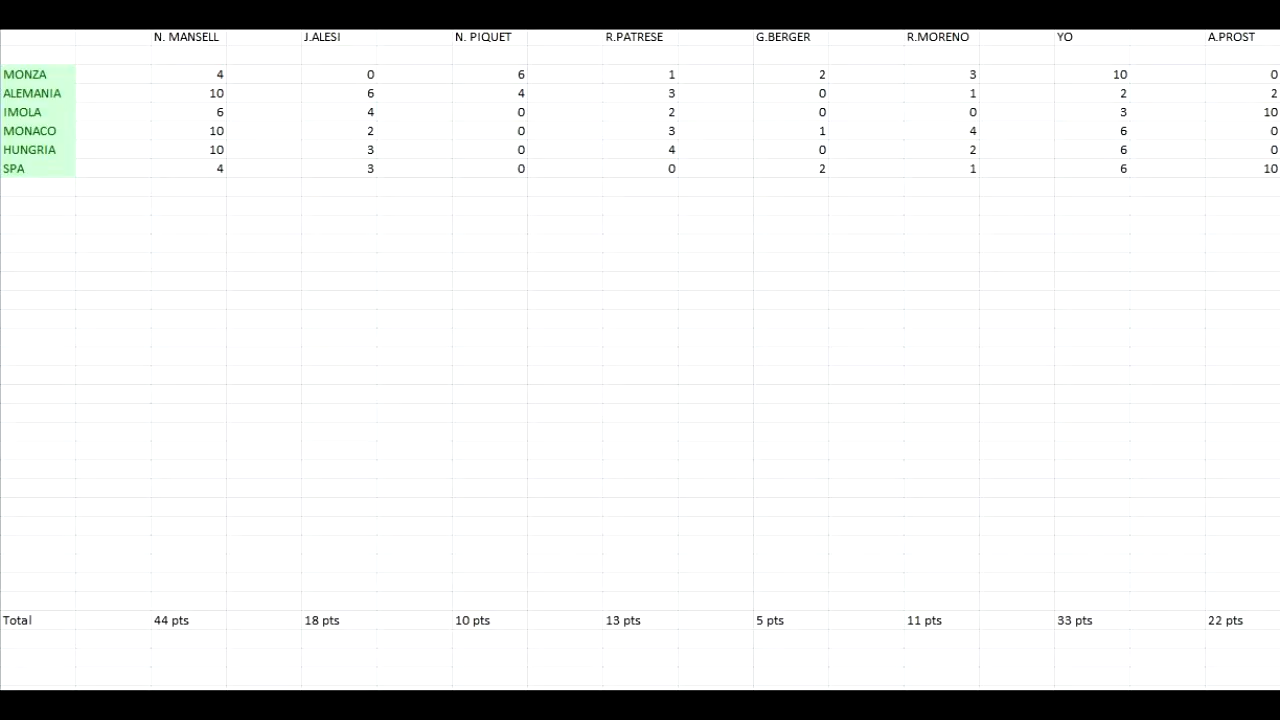 N. MANSELL J.ALESI N. PIQUET R.PATRESE G.BERGER R.MORENO YO A.PROST
MONZA 4 0 6 1 2 3 10 0
ALEMANIA 10 6 4 3 0 1 2 2
IMOLA 6 4 0 2 0 0 3 10
MONACO 10 2 0 3 1 4 6 0
HUNGRIA 10 3 0 4 0 2 6 0
SPA 4 3 0 0 2 1 6 10
Total 44 pts 18 pts 10 pts 13 pts 5 pts 11 pts 33 pts 22 pts